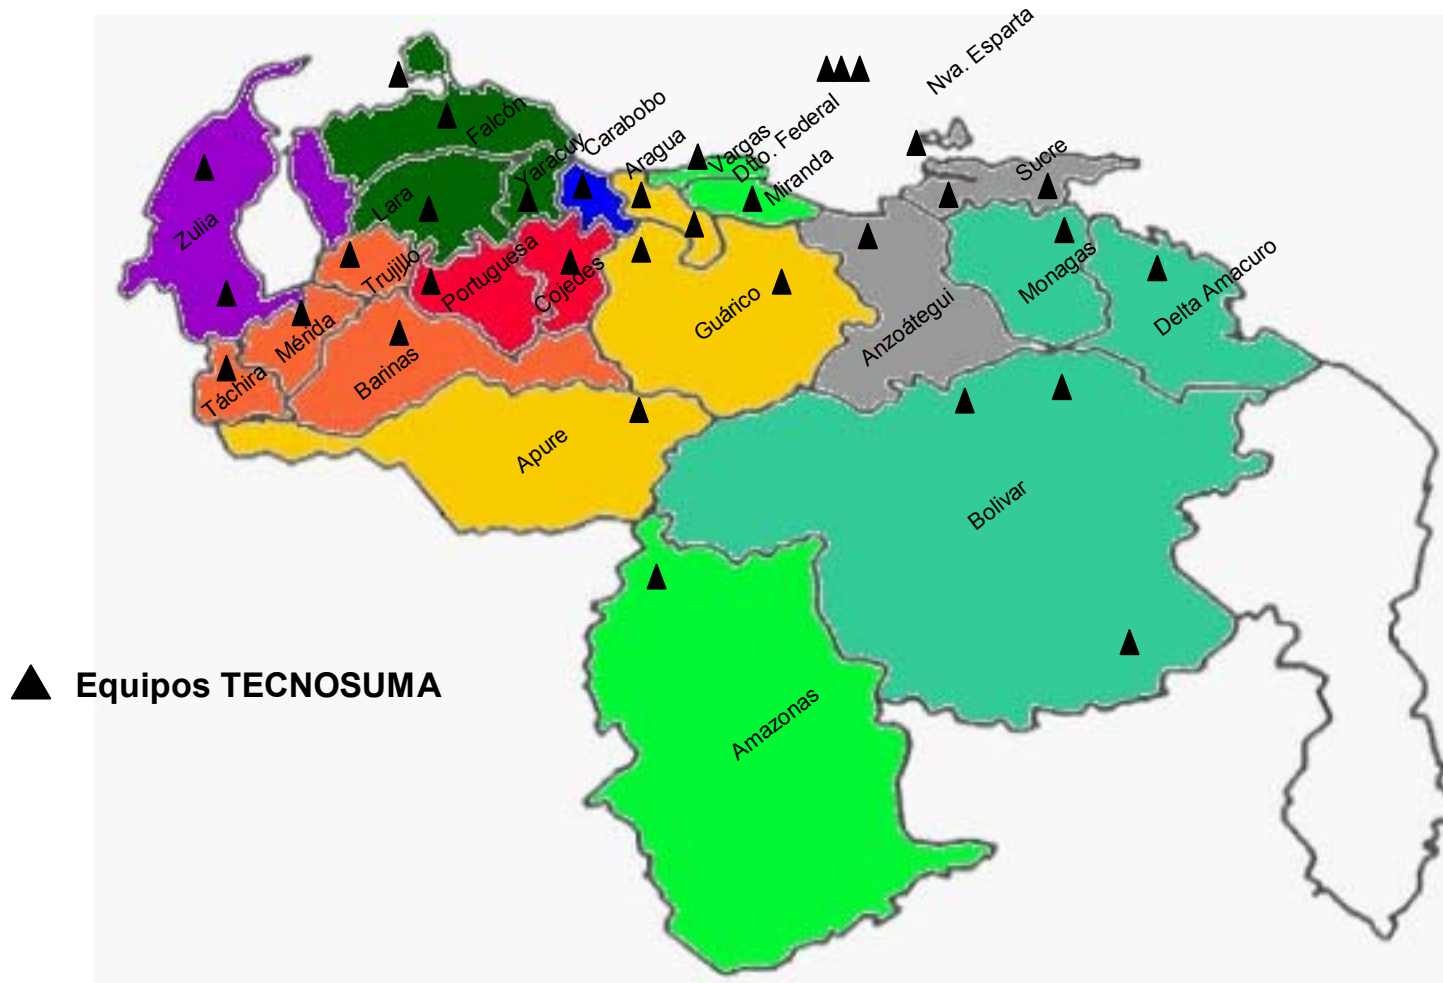 Nva. Esparta
Falcón
Carabobo
Yaracuy
Aragua
Vargas
Dtto. Federal
Miranda
Sucre
Lara
Zulia
Trujillo
Portuguesa
Cojedes
Guárico
Anzoátegui
Monagas
Delta Amacuro
Mérida
Táchira
Barinas
Apure
Bolivar
Equipos TECNOSUMA
Amazonas